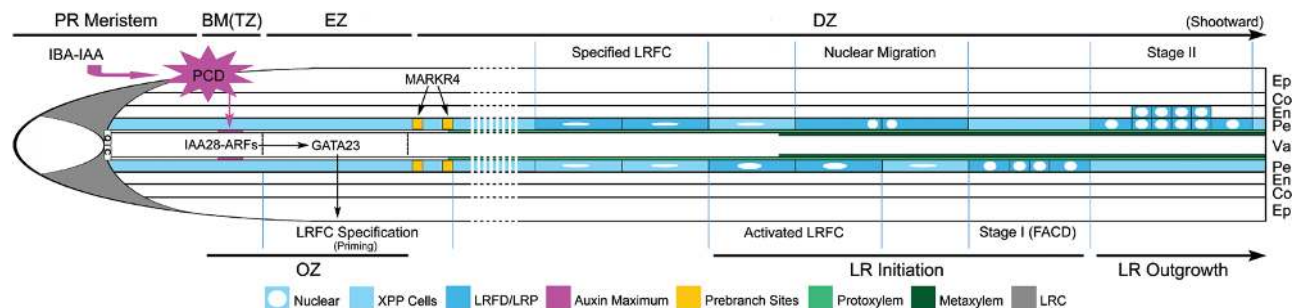 PR Meristem BM(TZ) EZ DZ (Shootward)
IBA-IAA
PCD
MARKR4
Specified LRFC Nuclear Migration Stage II
Ep
Co
En
Pe
QC
IAA28-ARFs GATA23
Va
Pe
En
Co
Ep
LRFC Specification
(Priming)
Activated LRFC Stage I (FACD)
OZ LR Initiation LR Outgrowth
Nuclear XPP Cells LRFD/LRP Auxin Maximum Prebranch Sites Protoxylem Metaxylem LRC